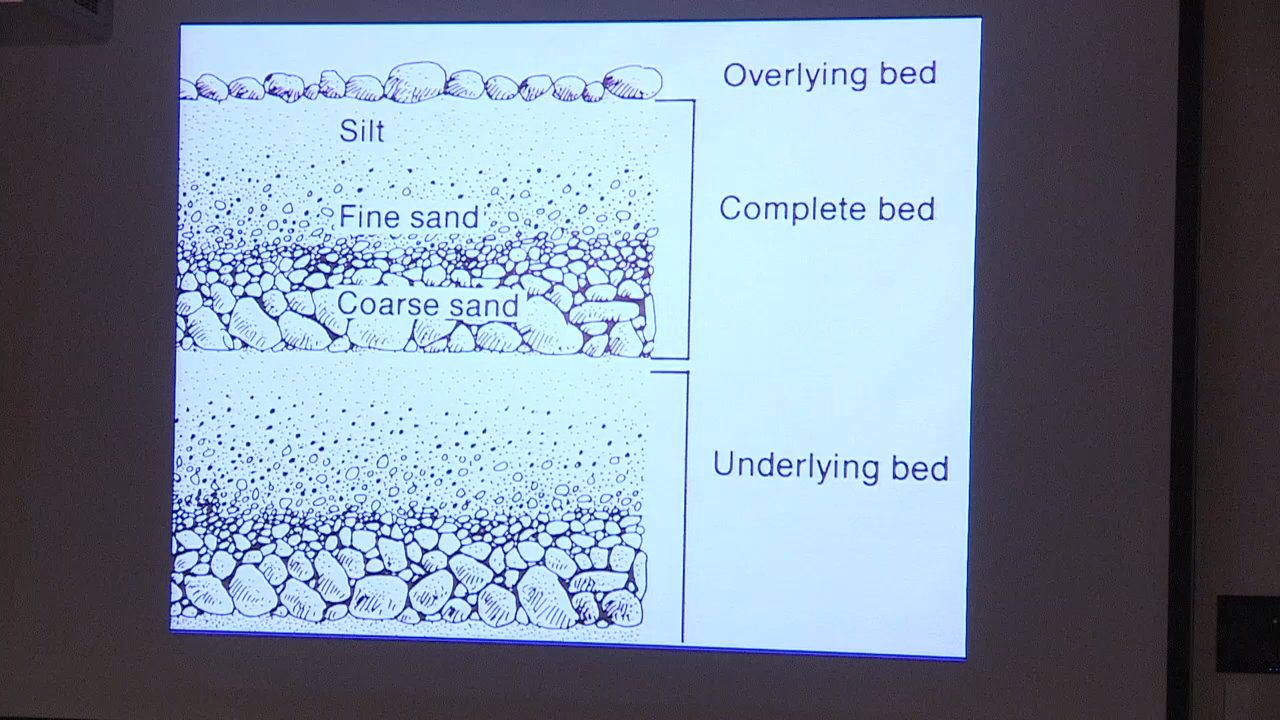 Overlying bed
Silt
Complete bed
Fine sand
Coarse sand
Underlying bed